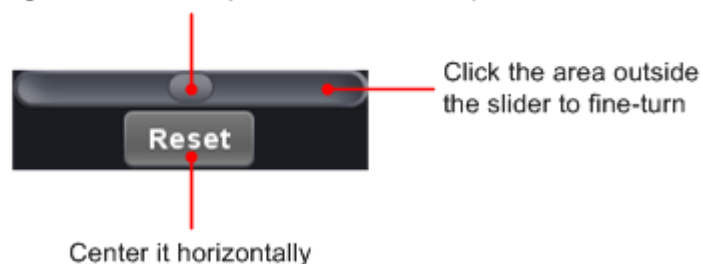 Click the area outside
the slider to fine-turn
Reset
Center it horizontally